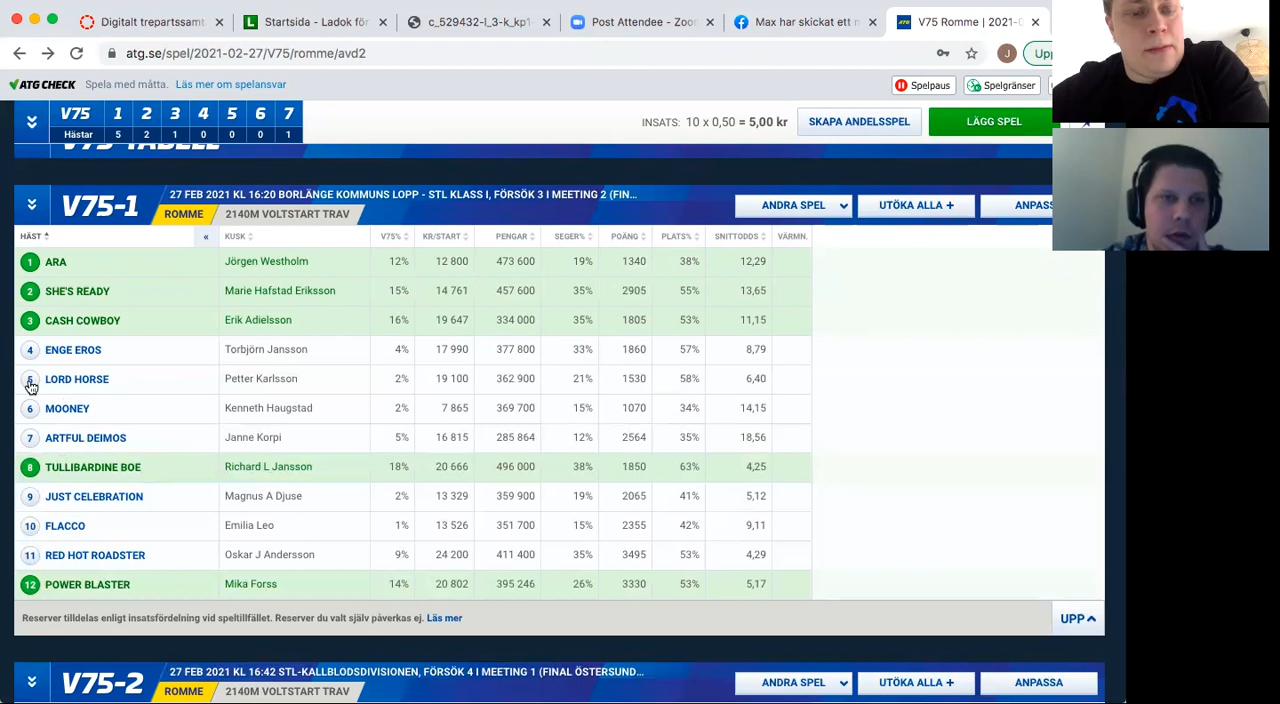 Digitalt trepartssamt
Startsida - Ladok för
c_529432-l_3-k_kp1-
Post Attendee - Zoo
Max har skickat ett m
V75 Romme | 2021-0
atg.se/spel/2021-02-27/V75/romme/avd2
J
Upp
ATG CHECK Spela med måtta. Läs mer om spelansvar
Spelpaus
Spelgränser
V75 1 2 3 4 5 6 7
Hästar 5 2 1 0 0 0 1
INSATS: 10 x 0,50 = 5,00 kr
SKAPA ANDELSSPEL
LÄGG SPEL
V75-TABELL
V75-1
27 FEB 2021 KL 16:20 BORLÄNGE KOMMUNS LOPP - STL KLASS I, FÖRSÖK 3 I MEETING 2 (FIN...
ROMME 2140M VOLTSTART TRAV
ANDRA SPEL
UTÖKA ALLA +
ANPASS
HÄST « KUSK V75% KR/START PENGAR SEGER% POÄNG PLATS% SNITTODDS VÄRMN.
1 ARA Jörgen Westholm 12% 12 800 473 600 19% 1340 38% 12,29
2 SHE'S READY Marie Hafstad Eriksson 15% 14 761 457 600 35% 2905 55% 13,65
3 CASH COWBOY Erik Adielsson 16% 19 647 334 000 35% 1805 53% 11,15
4 ENGE EROS Torbjörn Jansson 4% 17 990 377 800 33% 1860 57% 8,79
5 LORD HORSE Petter Karlsson 2% 19 100 362 900 21% 1530 58% 6,40
6 MOONEY Kenneth Haugstad 2% 7 865 369 700 15% 1070 34% 14,15
7 ARTFUL DEIMOS Janne Korpi 5% 16 815 285 864 12% 2564 35% 18,56
8 TULLIBARDINE BOE Richard L Jansson 18% 20 666 496 000 38% 1850 63% 4,25
9 JUST CELEBRATION Magnus A Djuse 2% 13 329 359 900 19% 2065 41% 5,12
10 FLACCO Emilia Leo 1% 13 526 351 700 15% 2355 42% 9,11
11 RED HOT ROADSTER Oskar J Andersson 9% 24 200 411 400 35% 3495 53% 4,29
12 POWER BLASTER Mika Forss 14% 20 802 395 246 26% 3330 53% 5,17
Reserver tilldelas enligt insatsfördelning vid speltillfället. Reserver du valt själv påverkas ej. Läs mer
UPP
V75-2
27 FEB 2021 KL 16:42 STL-KALLBLODSDIVISIONEN, FÖRSÖK 4 I MEETING 1 (FINAL ÖSTERSUND...
ROMME 2140M VOLTSTART TRAV
ANDRA SPEL
UTÖKA ALLA +
ANPASSA